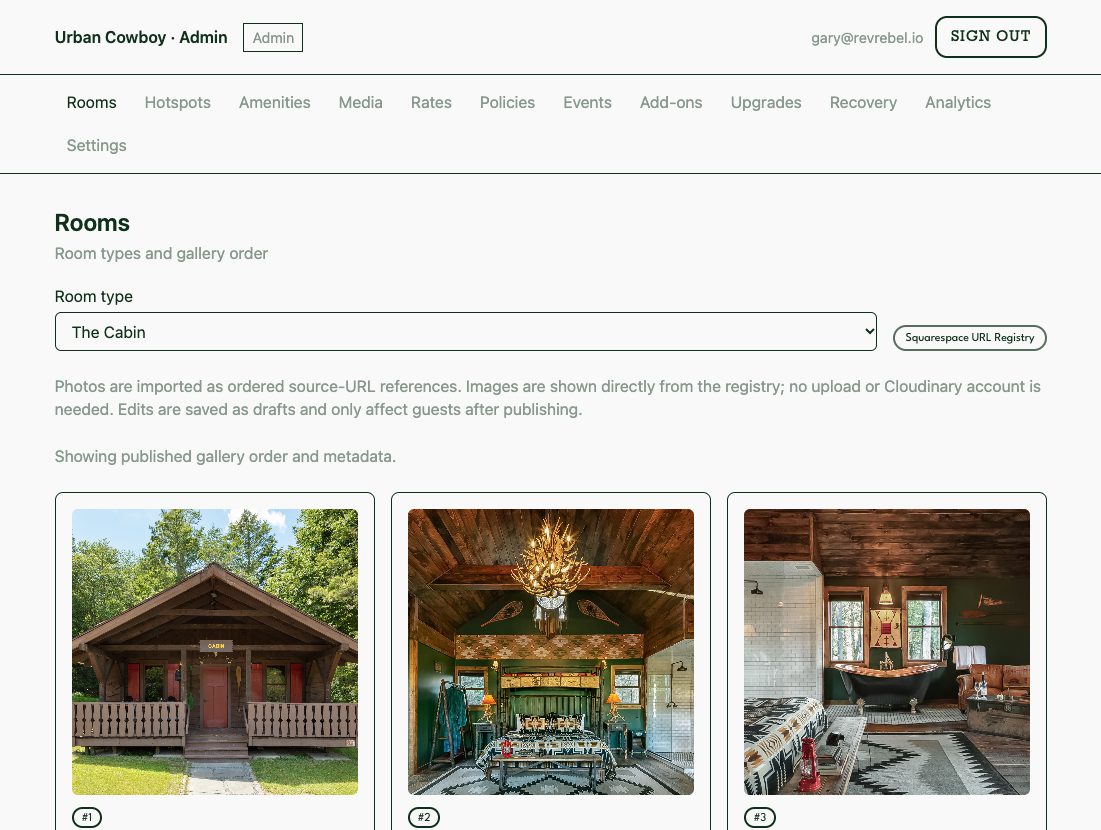 Urban Cowboy · Admin
Admin
gary@revrebel.io
SIGN OUT
Rooms
Hotspots
Amenities
Media
Rates
Policies
Events
Add-ons
Upgrades
Recovery
Analytics
Settings
Rooms
Room types and gallery order
Room type
The Cabin
Squarespace URL Registry
Photos are imported as ordered source-URL references. Images are shown directly from the registry; no upload or Cloudinary account is
needed. Edits are saved as drafts and only affect guests after publishing.
Showing published gallery order and metadata.
CABIN
#1
#2
#3